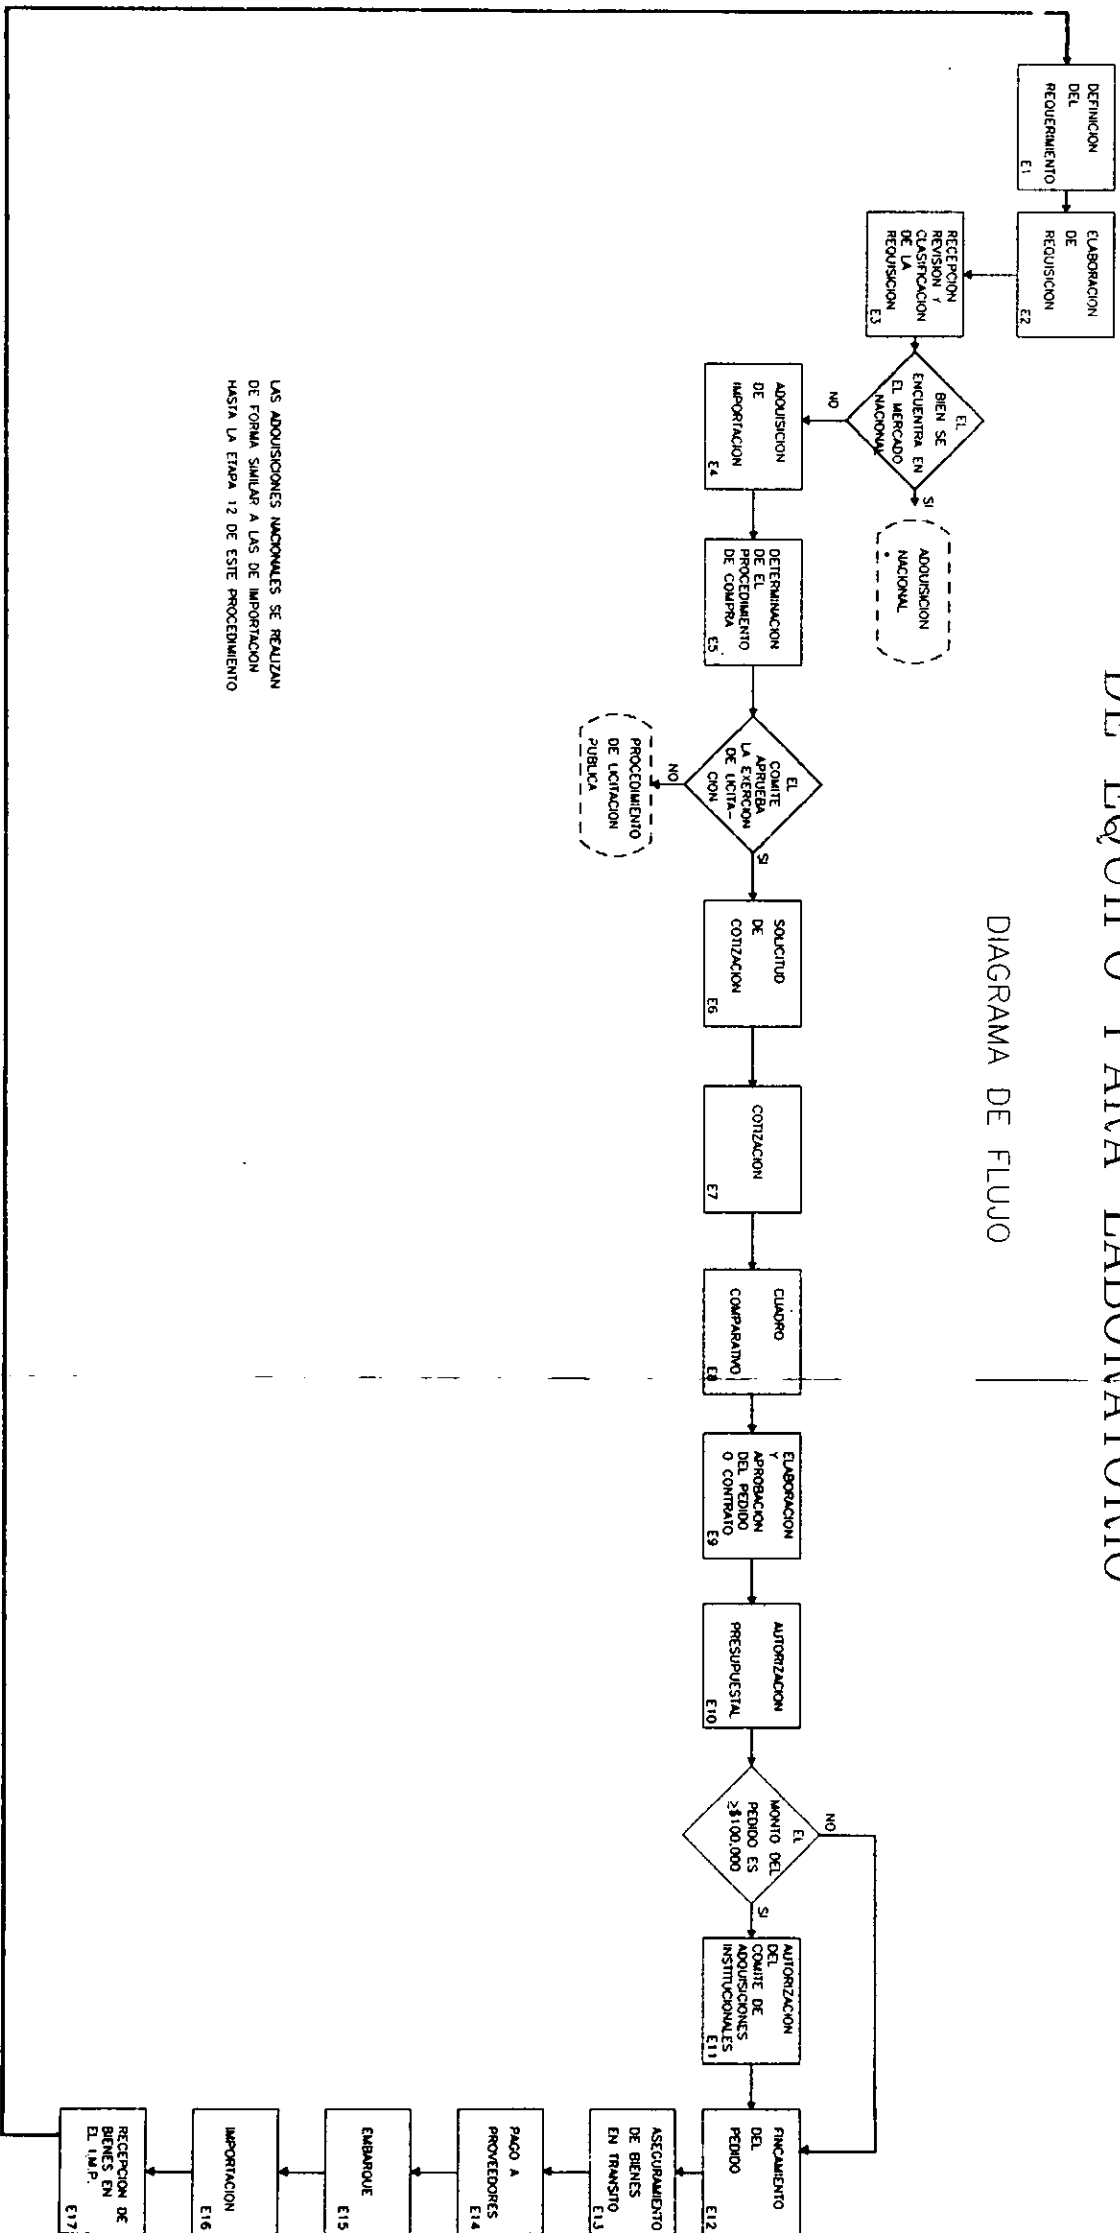 DE EQUIPO PARA LABORATORIO
DIAGRAMA DE FLUJO
DEFINICION
DEL
REQUERIMIENTO
E1
ELABORACION
DE
REQUISICION
E2
RECEPCION
REVISION Y
CLASIFICACION
DE LA
REQUISICION
E3
EL
BIEN SE
ENCUENTRA EN
EL MERCADO
NACIONAL
SI
NO
ADQUISICION
NACIONAL
*
ADQUISICION
DE
IMPORTACION
E4
DETERMINACION
DE EL
PROCEDIMIENTO
DE COMPRA
E5
EL
COMITE
APRUEBA
LA EXERCION
DE LICITA-
CION
NO
SI
PROCEDIMIENTO
DE LICITACION
PUBLICA
SOLICITUD
DE
COTIZACION
E6
COTIZACION
E7
CUADRO
COMPARATIVO
E8
ELABORACION
Y
APROBACION
DEL PEDIDO
O CONTRATO
E9
AUTORIZACION
PRESUPUESTAL
E10
EL
MONTO DEL
PEDIDO ES
≥$100,000
NO
SI
AUTORIZACION
DEL
COMITE DE
ADQUISICIONES
INSTITUCIONALES
E11
FINCAMIENTO
DEL
PEDIDO
E12
ASEGURAMIENTO
DE BIENES
EN TRANSITO
E13
PAGO A
PROVEEDORES
E14
EMBARQUE
E15
IMPORTACION
E16
RECEPCION DE
BIENES EN
EL I.M.P.
E17
LAS ADQUISICIONES NACIONALES SE REALIZAN
DE FORMA SIMILAR A LAS DE IMPORTACION
HASTA LA ETAPA 12 DE ESTE PROCEDIMIENTO